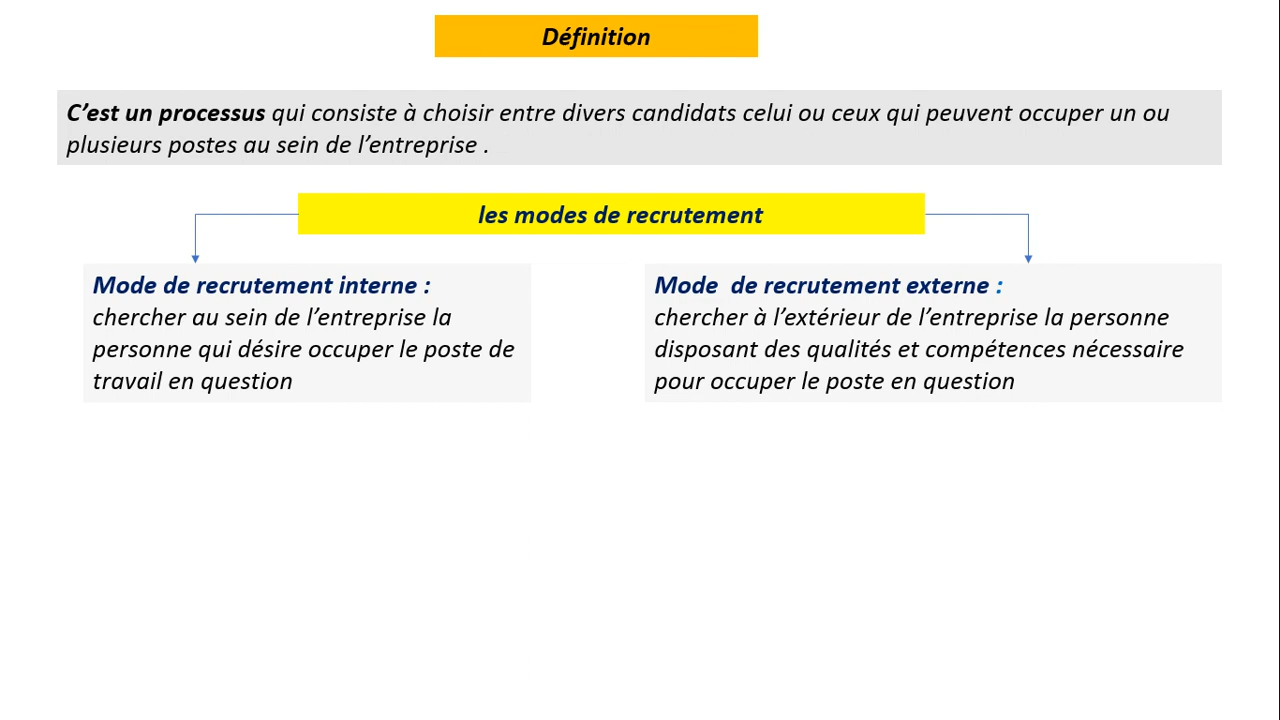 Définition
C’est un processus qui consiste à choisir entre divers candidats celui ou ceux qui peuvent occuper un ou
plusieurs postes au sein de l’entreprise .
les modes de recrutement
Mode de recrutement interne :
chercher au sein de l’entreprise la
personne qui désire occuper le poste de
travail en question
Mode  de recrutement externe :
chercher à l’extérieur de l’entreprise la personne
disposant des qualités et compétences nécessaire
pour occuper le poste en question